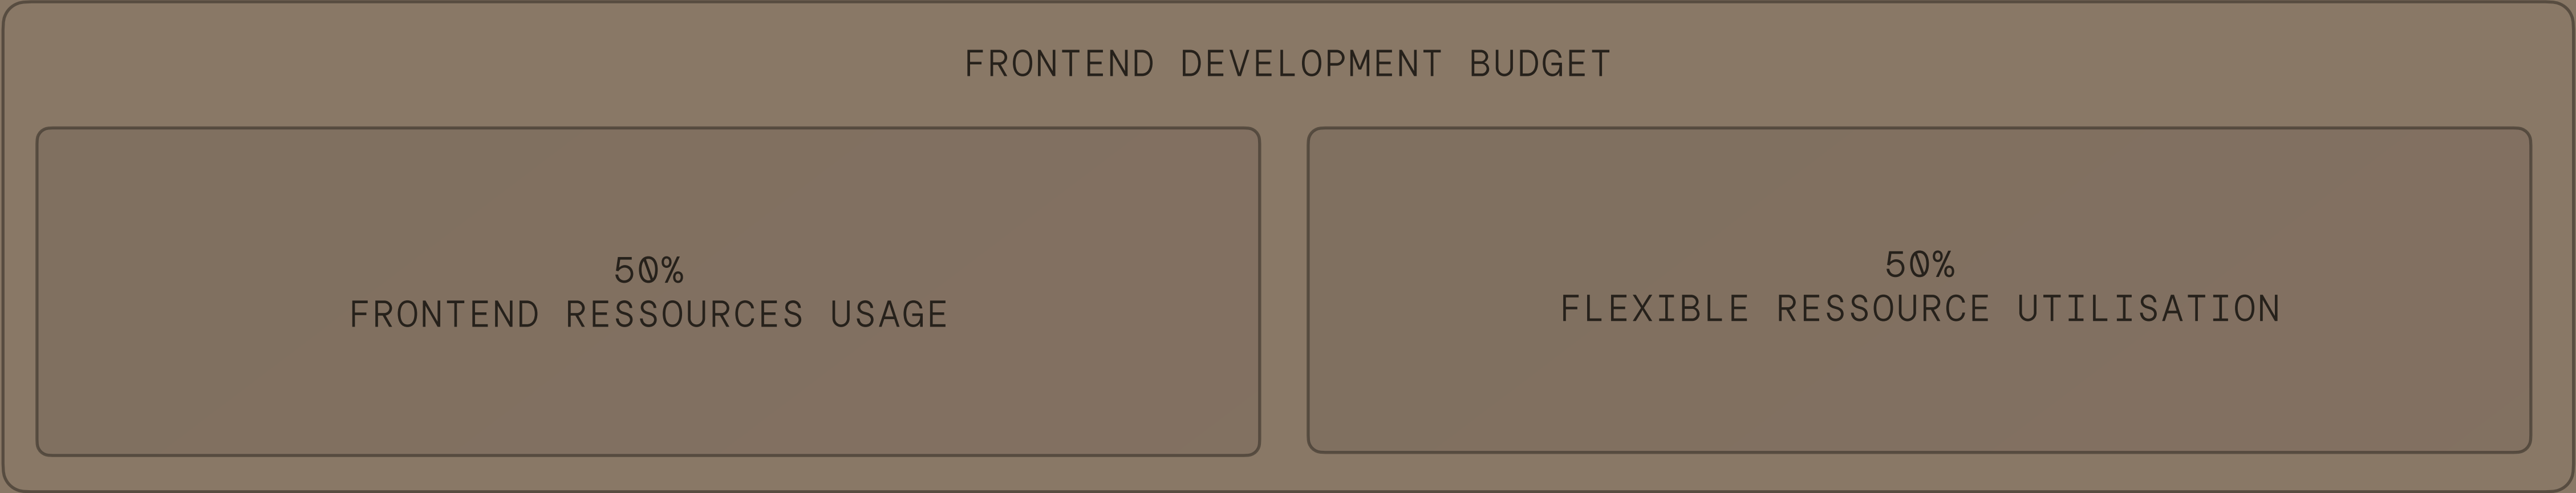 FRONTEND DEVELOPMENT BUDGET
50%
FRONTEND RESSOURCES USAGE
50%
FLEXIBLE RESSOURCE UTILISATION